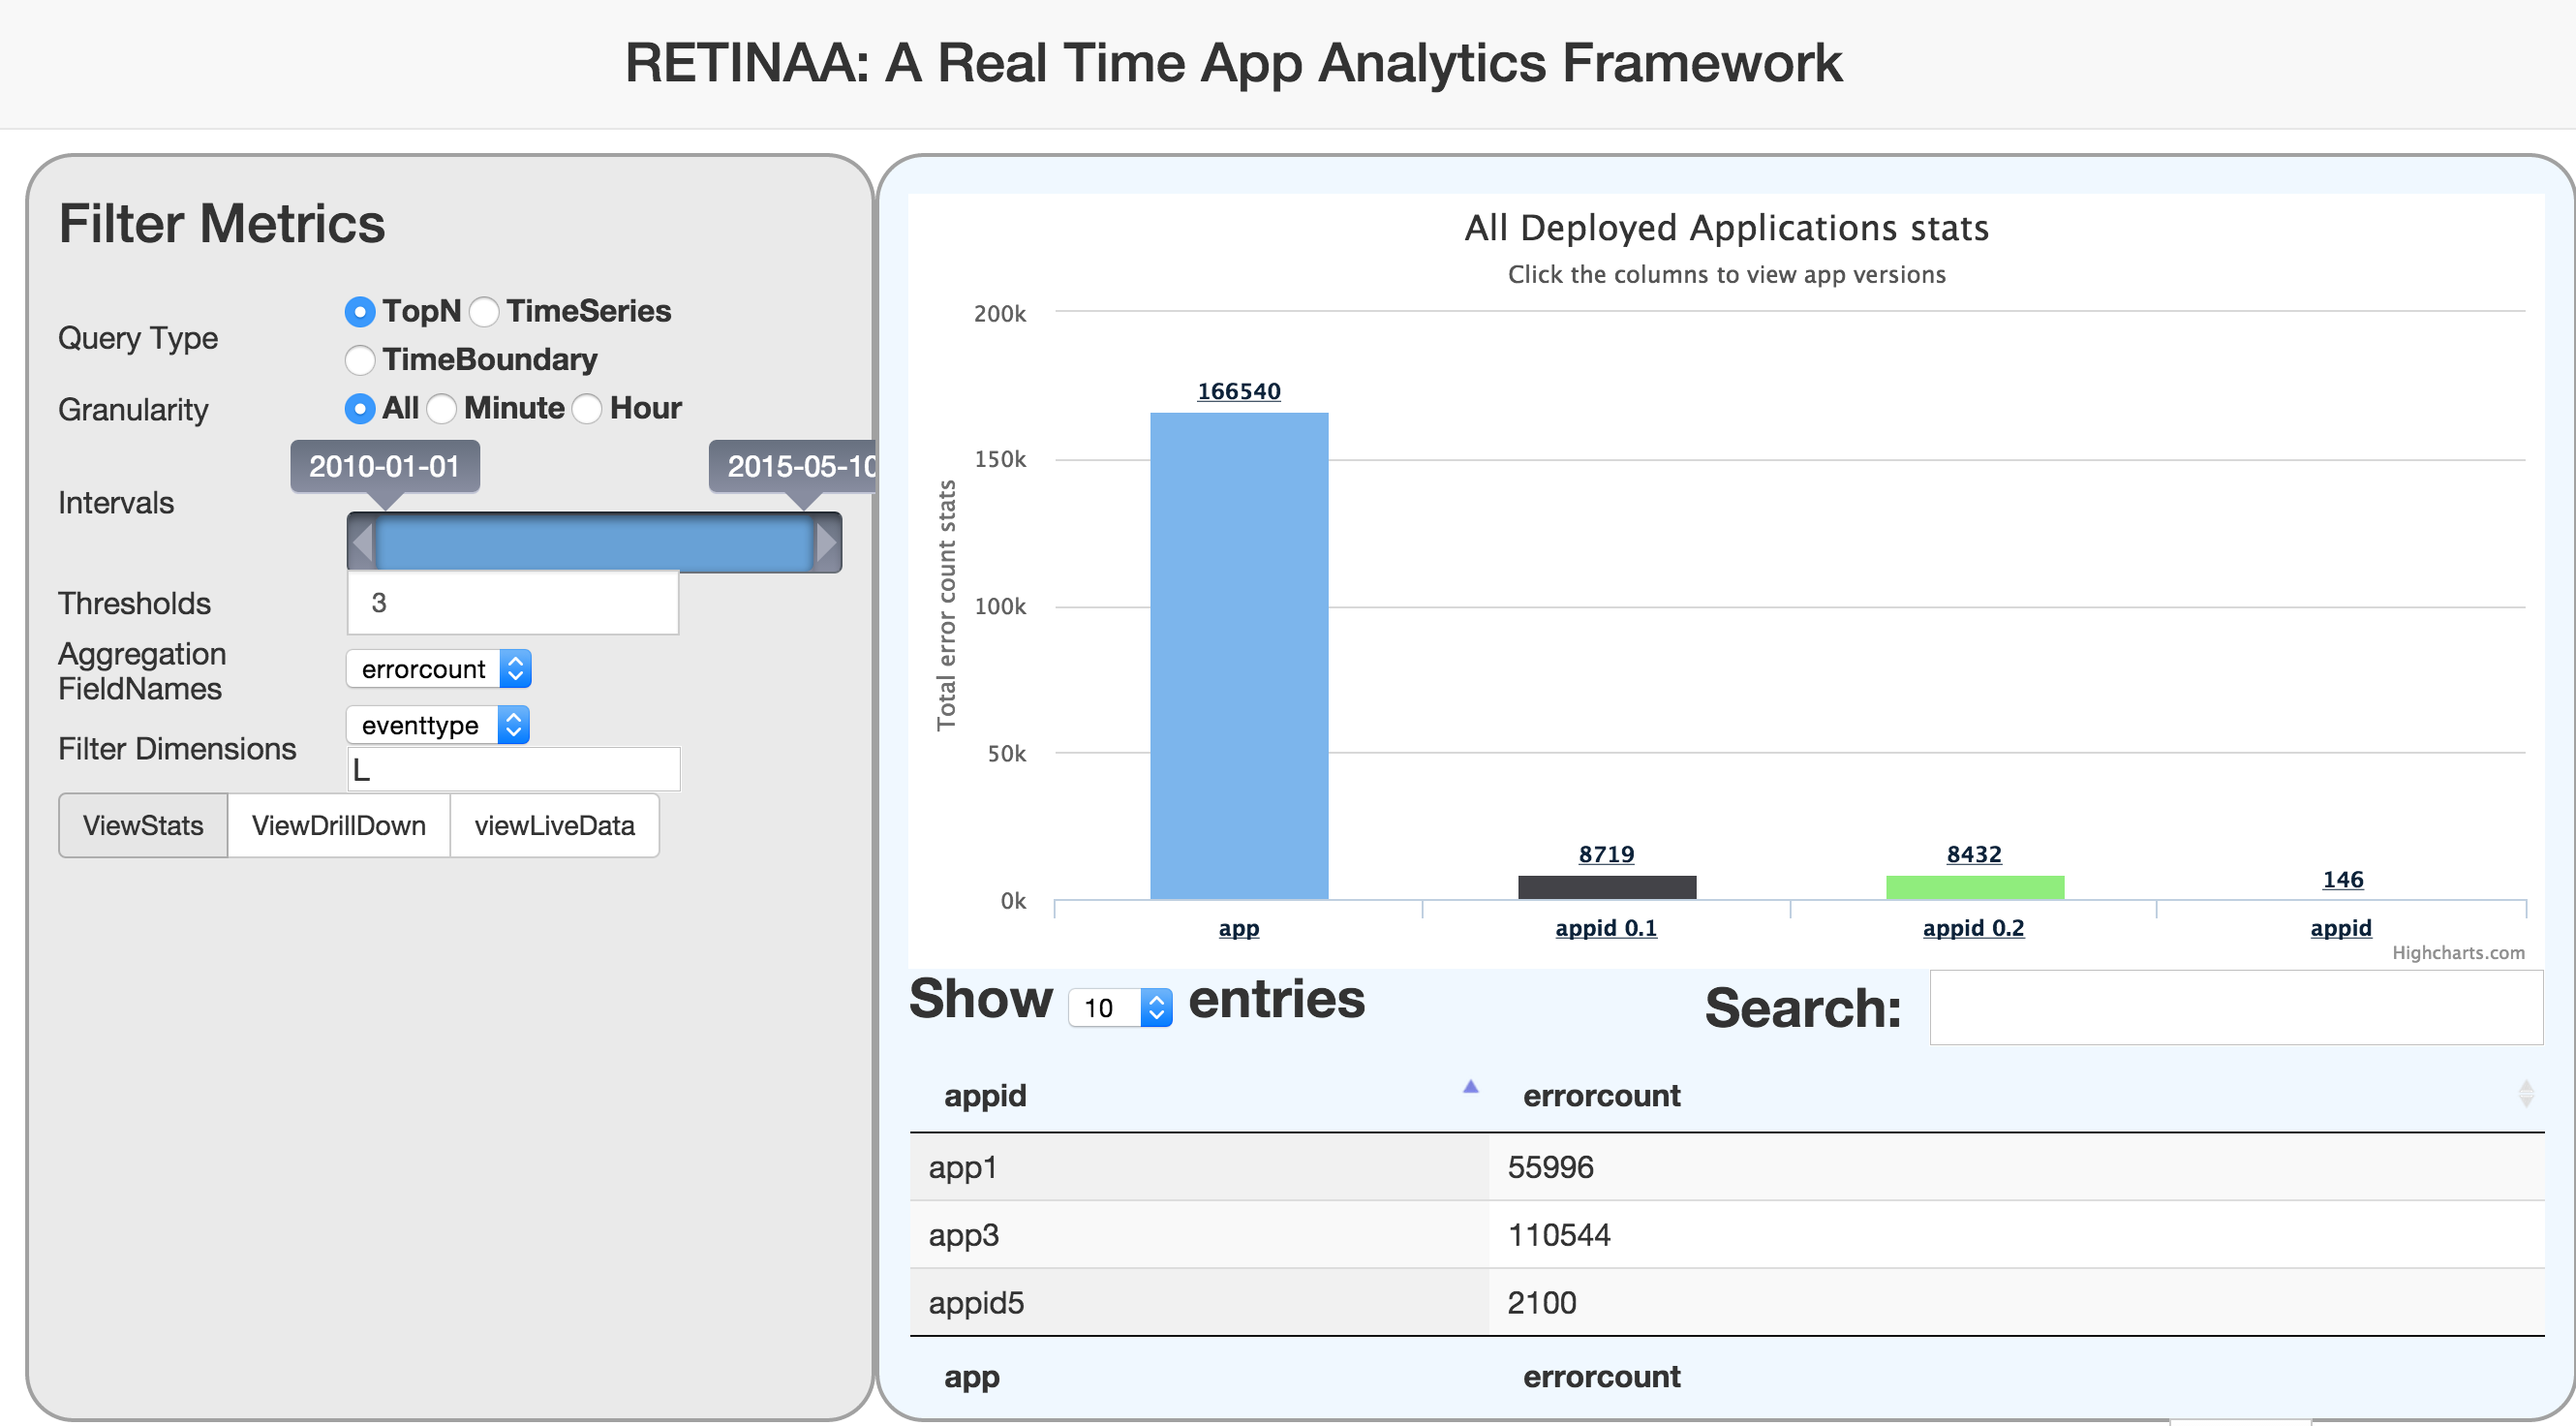 RETINAA: A Real Time App Analytics Framework
Filter Metrics
Query Type
TopN TimeSeries
TimeBoundary
Granularity
All Minute Hour
2010-01-01 2015-05-10
Intervals
Thresholds
3
Aggregation
FieldNames
errorcount
Filter Dimensions
eventtype
L
ViewStats ViewDrillDown viewLiveData
All Deployed Applications stats
Click the columns to view app versions
Total error count stats
200k
150k
100k
50k
0k
166540
8719
8432
146
app
appid 0.1
appid 0.2
appid
Highcharts.com
Show 10 entries
Search:
appid errorcount
app1 55996
app3 110544
appid5 2100
app errorcount